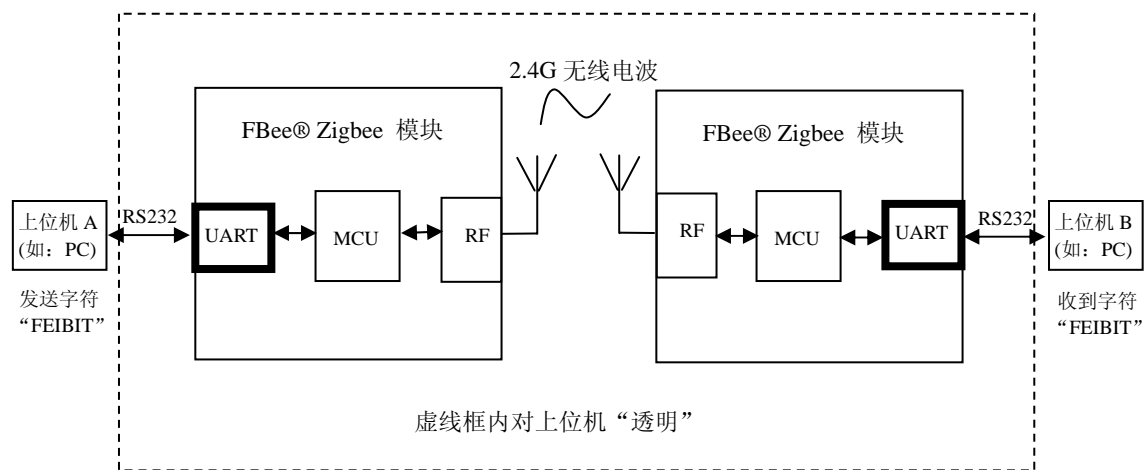 2.4G 无线电波
FBee® Zigbee 模块
FBee® Zigbee 模块
上位机 A
(如：PC)
RS232
UART
MCU
RF
RF
MCU
UART
RS232
上位机 B
(如：PC)
发送字符
“FEIBIT”
收到字符
“FEIBIT”
虚线框内对上位机“透明”